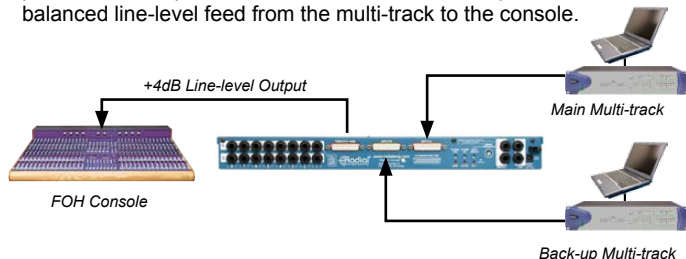 balanced line-level feed from the multi-track to the console.
+4dB Line-level Output
Main Multi-track
Radial
FOH Console
Back-up Multi-track